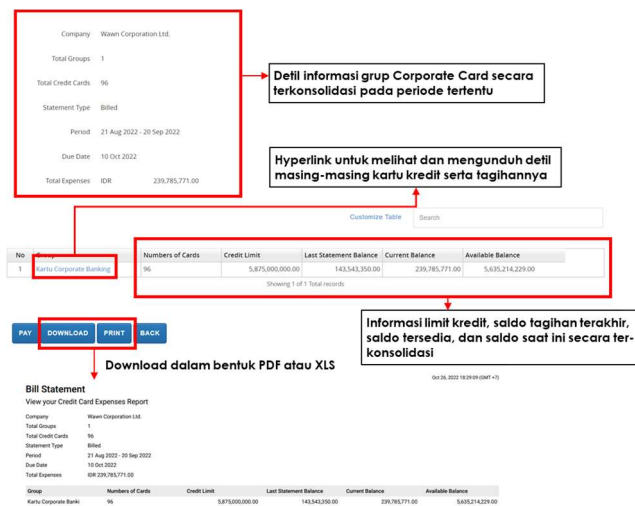 Company Wawn Corporation Ltd.
Total Groups 1
Total Credit Cards 96
Statement Type Billed
Period 21 Aug 2022 - 20 Sep 2022
Due Date 10 Oct 2022
Total Expenses IDR 239,785,771.00
Detil informasi grup Corporate Card secara
terkonsolidasi pada periode tertentu
Hyperlink untuk melihat dan mengunduh detil
masing-masing kartu kredit serta tagihannya
Customize Table Search
No Group Numbers of Cards Credit Limit Last Statement Balance Current Balance Available Balance
1 Kartu Corporate Banking 96 5,875,000,000.00 143,543,350.00 239,785,771.00 5,635,214,229.00
Showing 1 of 1 Total records
Informasi limit kredit, saldo tagihan terakhir,
saldo tersedia, dan saldo saat ini secara ter-
konsolidasi
PAY DOWNLOAD PRINT BACK
Download dalam bentuk PDF atau XLS
Oct 26, 2022 18:29:09 (GMT +7)
Bill Statement
View your Credit Card Expenses Report
Company Wawn Corporation Ltd.
Total Groups 1
Total Credit Cards 96
Statement Type Billed
Period 21 Aug 2022 - 20 Sep 2022
Due Date 10 Oct 2022
Total Expenses IDR 239,785,771.00
Group Numbers of Cards Credit Limit Last Statement Balance Current Balance Available Balance
Kartu Corporate Banki 96 5,875,000,000.00 143,543,350.00 239,785,771.00 5,635,214,229.00